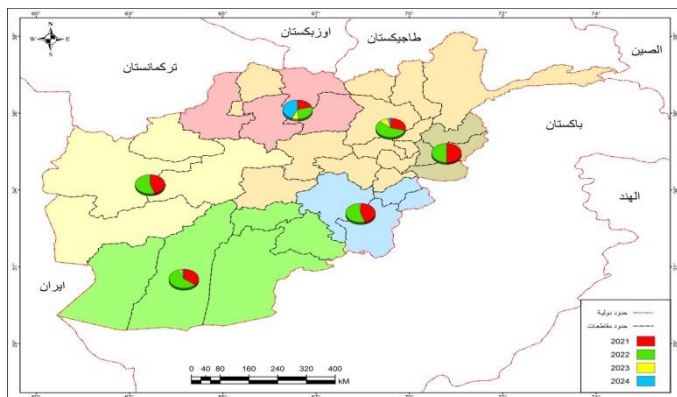 الصين
طاجيكستان
اوزبكستان
تركمانستان
باكستان
الهند
ايران
N
W
E
S
حدود دولية
حدود مقاطعات
2021
2022
2023
2024
0 40 80 160 240 320 400
KM